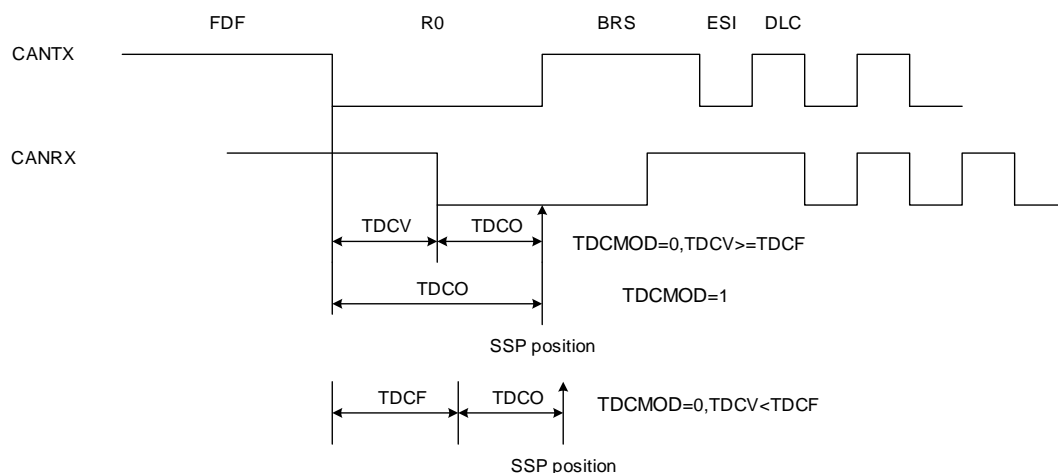 FDF R0 BRS ESI DLC
CANTX
CANRX
TDCV TDCO TDCMOD=0,TDCV>=TDCF
TDCO TDCMOD=1
SSP position
TDCF TDCO TDCMOD=0,TDCV<TDCF
SSP position